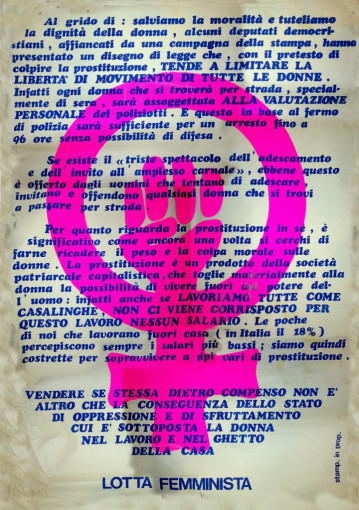 Al grido di : salviamo la moralità e tuteliamo
la dignità della donna , alcuni deputati democri-
stiani , affiancati da una campagna della stampa , hanno
presentato un disegno di legge che , con il pretesto di
colpire la prostituzione , TENDE A LIMITARE LA
LIBERTA' DI MOVIMENTO DI TUTTE LE DONNE .
Infatti ogni donna che si troverà per strada , special-
mente di sera , sarà assoggettata ALLA VALUTAZIONE
PERSONALE dei poliziotti . E questo in base al fermo
di polizia sarà sufficiente per un arresto fino a
96 ore senza possibilità di difesa .
Se esiste il « triste spettacolo dell'adescamento
e dell'invito all'amplesso carnale » , ebbene questo
è offerto dagli uomini che tentano di adescare ,
invitano e offendono qualsiasi donna che si trovi
a passare per strada .
Per quanto riguarda la prostituzione in sé , è
significativo come ancora una volta si cerchi di
farne ricadere il peso e la colpa morale sulle
donne . La prostituzione è un prodotto della società
patriarcale capitalistica , che toglie materialmente alla
donna la possibilità di vivere fuori dal potere del-
l' uomo : infatti anche se LAVORIAMO TUTTE COME
CASALINGHE , NON CI VIENE CORRISPOSTO PER
QUESTO LAVORO NESSUN SALARIO . Le poche
di noi che lavorano fuori casa ( in Italia il 18% )
percepiscono sempre i salari più bassi ; siamo quindi
costrette per sopravvivere a vari di prostituzione .
VENDERE SE STESSA DIETRO COMPENSO NON E'
ALTRO CHE LA CONSEGUENZA DELLO STATO
DI OPPRESSIONE E DI SFRUTTAMENTO
CUI E' SOTTOPOSTA LA DONNA
NEL LAVORO E NEL GHETTO
DELLA CASA
LOTTA FEMMINISTA
stamp. in prop.